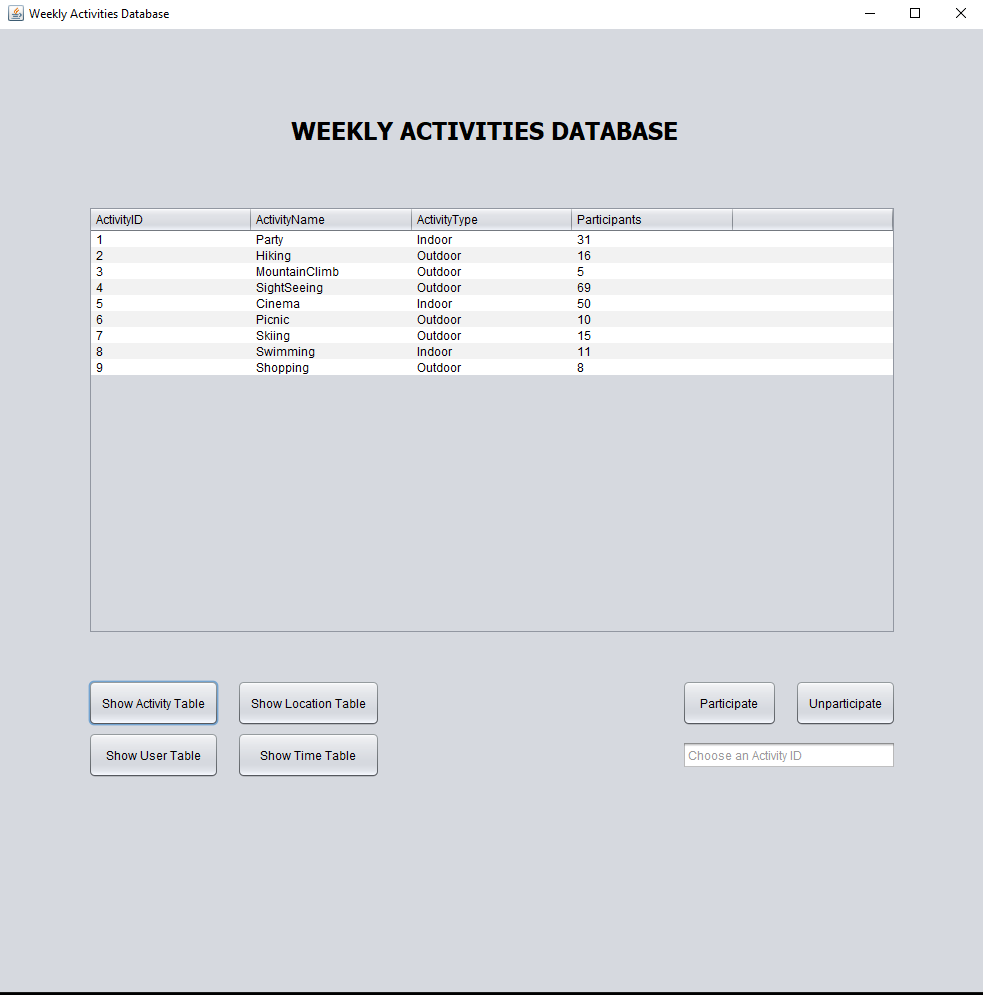 Weekly Activities Database
WEEKLY ACTIVITIES DATABASE
ActivityID ActivityName ActivityType Participants
1 Party Indoor 31
2 Hiking Outdoor 16
3 MountainClimb Outdoor 5
4 SightSeeing Outdoor 69
5 Cinema Indoor 50
6 Picnic Outdoor 10
7 Skiing Outdoor 15
8 Swimming Indoor 11
9 Shopping Outdoor 8
Show Activity Table Show Location Table Participate Unparticipate
Show User Table Show Time Table Choose an Activity ID